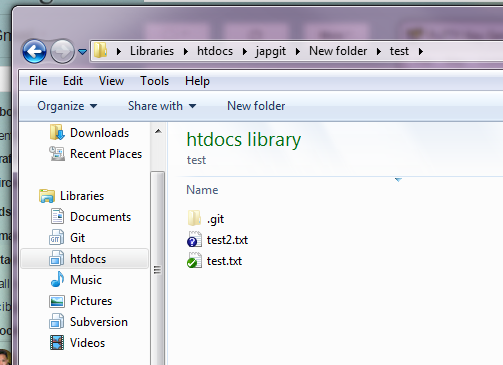 Libraries htdocs japgit New folder test
File Edit View Tools Help
Organize Share with New folder
Downloads
Recent Places
Libraries
Documents
Git
htdocs
Music
Pictures
Subversion
Videos
htdocs library
test
Name
.git
test2.txt
test.txt